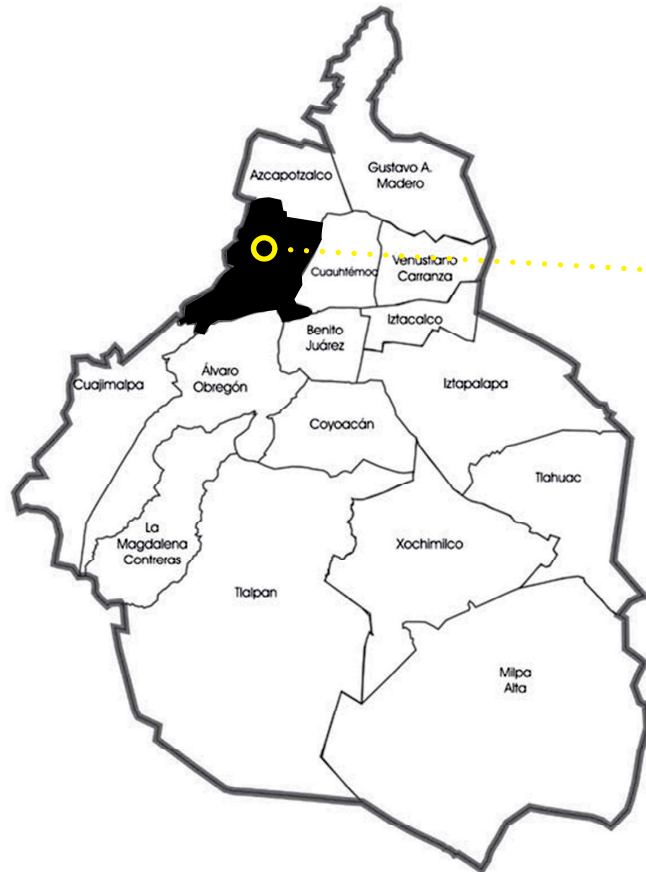 Azcapotzalco
Gustavo A.
Madero
Cuauhtémoc
Venustiano
Carranza
Iztacalco
Benito
Juárez
Cuajimalpa
Álvaro
Obregón
Iztapalapa
Coyoacán
Tlahuac
La
Magdalena
Contreras
Xochimilco
Tlalpan
Milpa
Alta